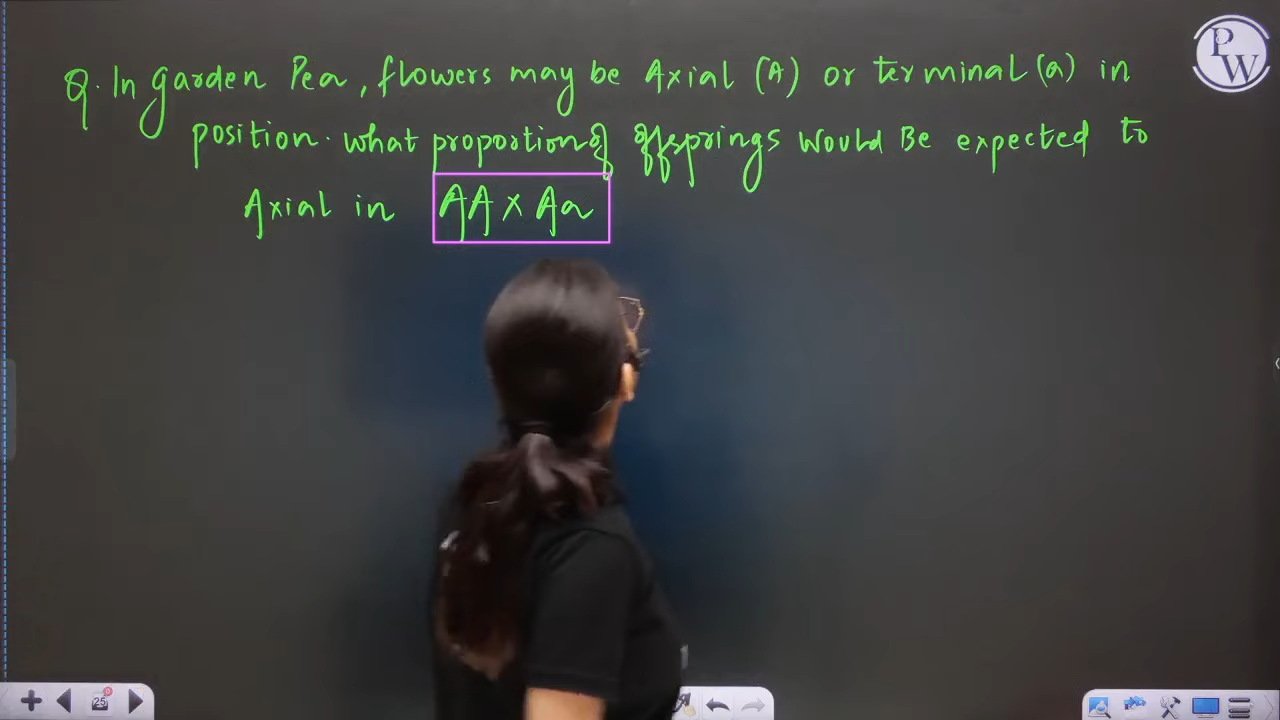 Q. In garden Pea, flowers may be Axial (A) or terminal (a) in
position. what proportion of offsprings would Be expected to
Axial in AA x Aa
PW
25